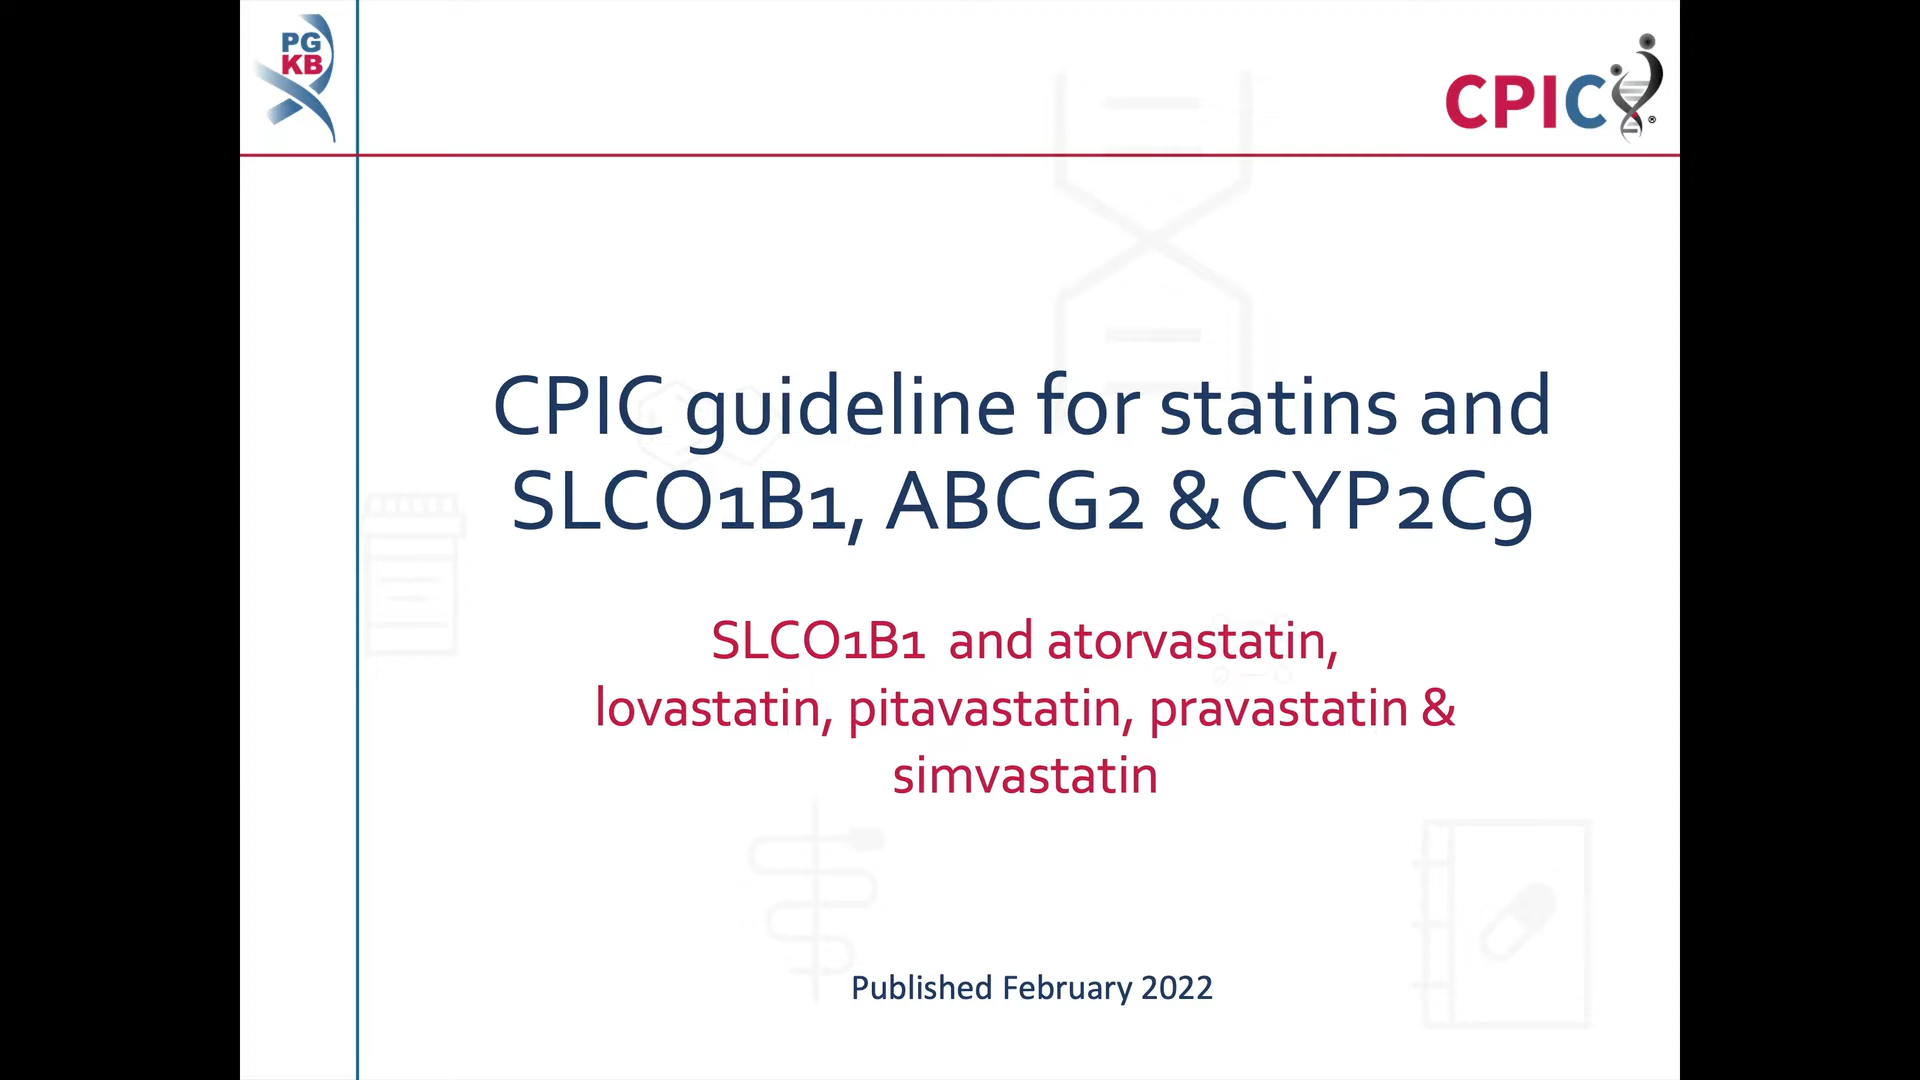 PG
KB
CPIC®
CPIC guideline for statins and
SLCO1B1, ABCG2 & CYP2C9
SLCO1B1 and atorvastatin,
lovastatin, pitavastatin, pravastatin &
simvastatin
Published February 2022